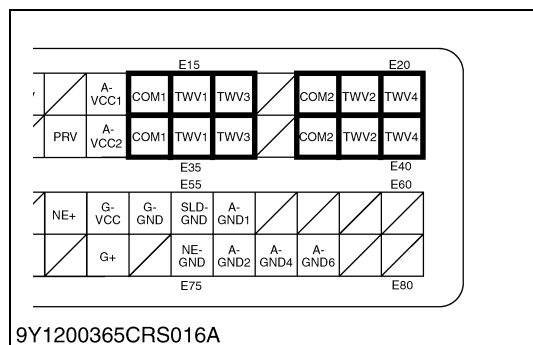 E15 E20
A-VCC1 COM1 TWV1 TWV3 COM2 TWV2 TWV4
PRV A-VCC2 COM1 TWV1 TWV3 COM2 TWV2 TWV4
E35 E40
E55 E60
NE+ G-VCC G-GND SLD-GND A-GND1
G+ NE-GND A-GND2 A-GND4 A-GND6
E75 E80
9Y1200365CRS016A